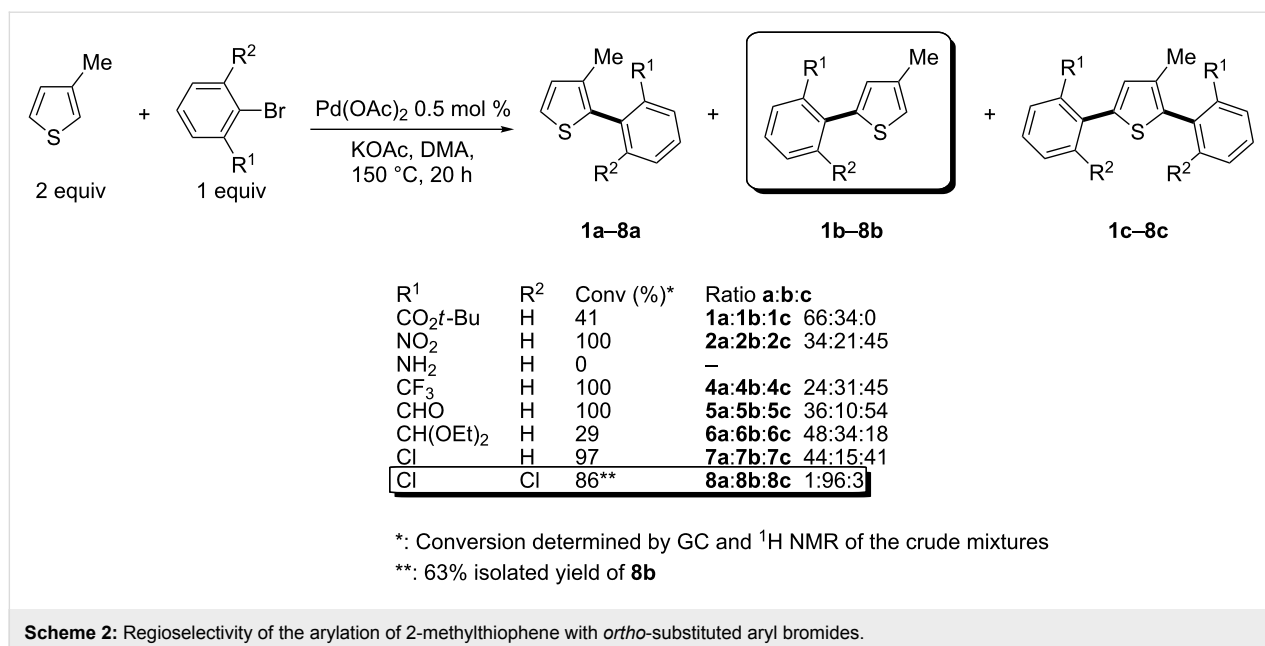 Me
S
2 equiv
+
R²
Br
R¹
1 equiv
Pd(OAc)₂ 0.5 mol %
KOAc, DMA,
150 °C, 20 h
Me
R¹
S
R²
1a–8a
+
R¹
Me
S
R²
1b–8b
+
R¹
Me
R¹
S
R²
R²
1c–8c
R¹ R² Conv (%)* Ratio a:b:c
CO₂t-Bu H 41 1a:1b:1c 66:34:0
NO₂ H 100 2a:2b:2c 34:21:45
NH₂ H 0 –
CF₃ H 100 4a:4b:4c 24:31:45
CHO H 100 5a:5b:5c 36:10:54
CH(OEt)₂ H 29 6a:6b:6c 48:34:18
Cl H 97 7a:7b:7c 44:15:41
Cl Cl 86** 8a:8b:8c 1:96:3
*: Conversion determined by GC and ¹H NMR of the crude mixtures
**: 63% isolated yield of 8b
Scheme 2: Regioselectivity of the arylation of 2-methylthiophene with ortho-substituted aryl bromides.